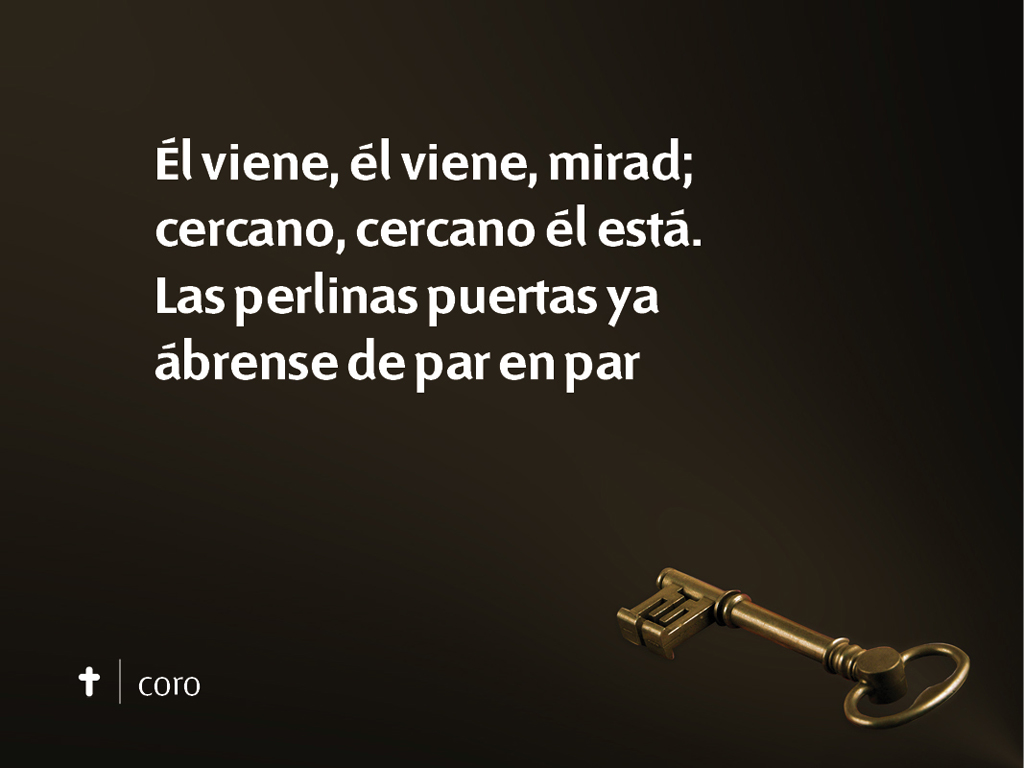 Él viene, él viene, mirad;
cercano, cercano él está.
Las perlinas puertas ya
ábrense de par en par
coro